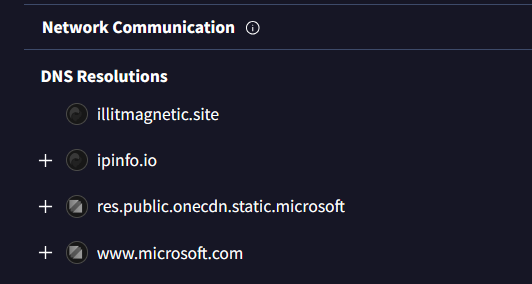 Network Communication
DNS Resolutions
illitmagnetic.site
+ ipinfo.io
+ res.public.onecdn.static.microsoft
+ www.microsoft.com